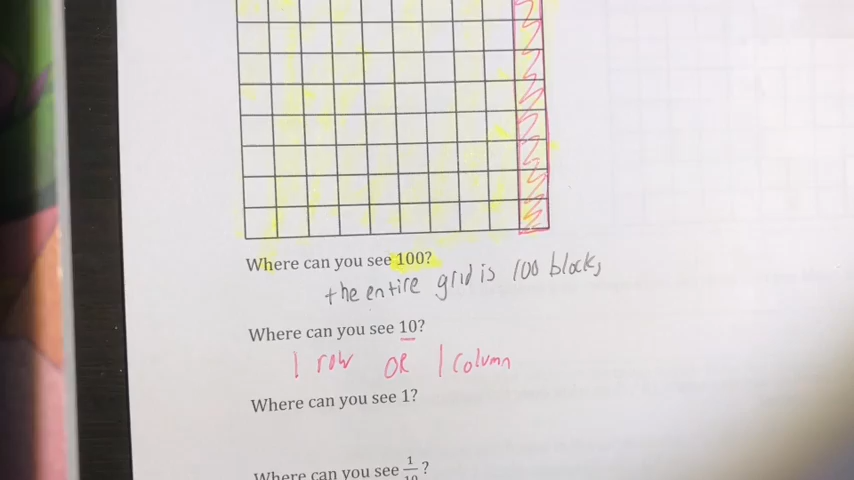 Where can you see 100?
the entire grid is 100 blocks
Where can you see 10?
1 row OR 1 column
Where can you see 1?
Where can you see 1/10?